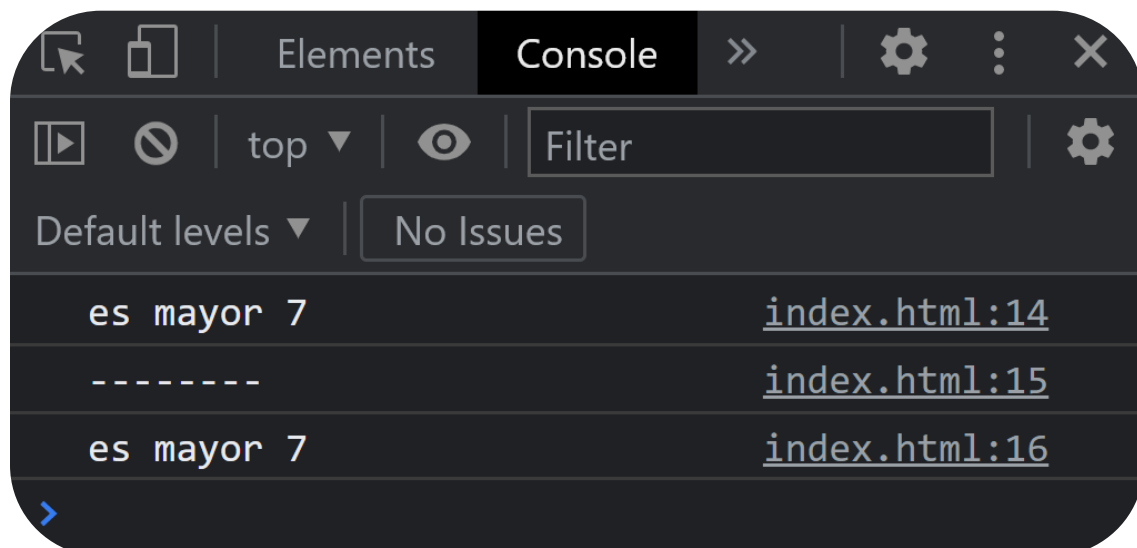 Elements Console
top Filter
Default levels No Issues
es mayor 7 index.html:14
-------- index.html:15
es mayor 7 index.html:16